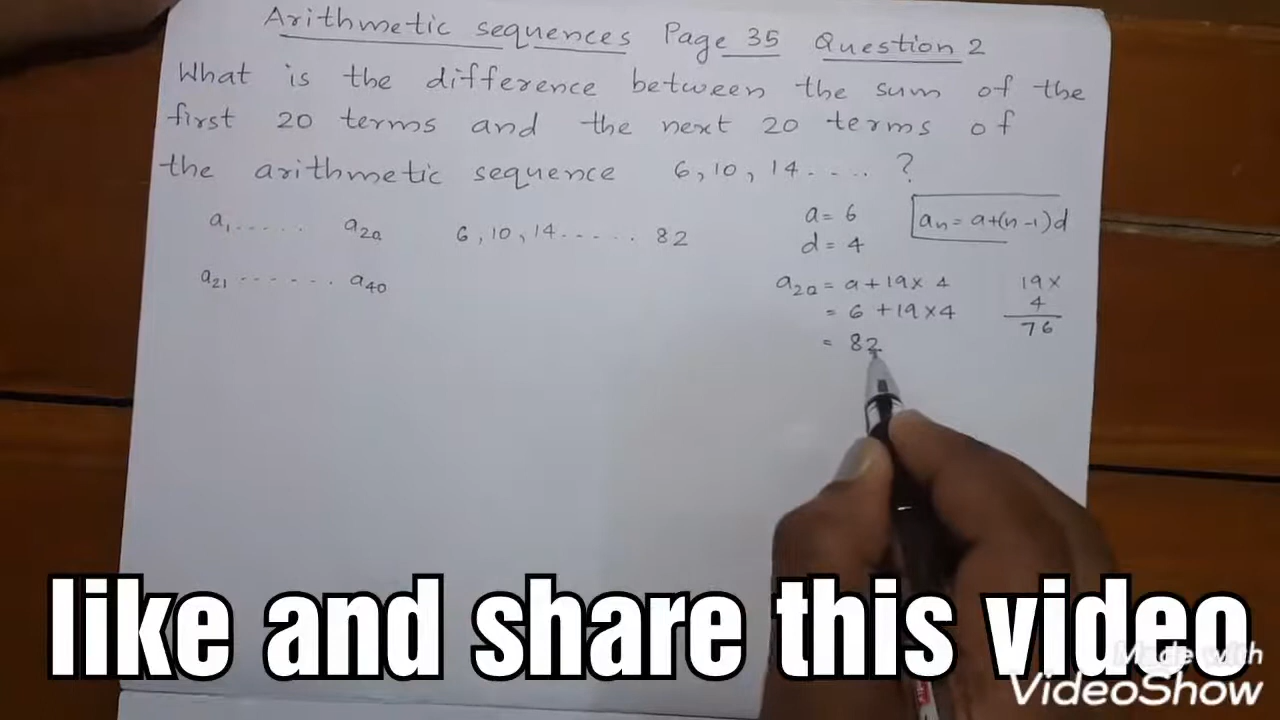 Arithmetic sequences Page 35 Question 2
What is the difference between the sum of the
first 20 terms and the next 20 terms of
the arithmetic sequence 6, 10, 14 .... ?
a₁ ..... a₂₀ 6, 10, 14 ..... 82
a₂₁ ...... a₄₀
a = 6
d = 4
aₙ = a+(n-1)d
a₂₀ = a + 19 × 4
= 6 + 19 × 4
= 82
19 ×
4
76
like and share this video
Made with
VideoShow